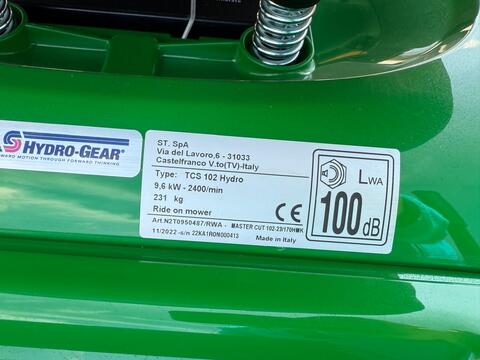 HYDRO-GEAR®
FORWARD MOTION THROUGH FORWARD THINKING
ST. SpA
Via del Lavoro,6 - 31033
Castelfranco V.to(TV)-Italy
Type: TCS 102 Hydro
9,6 kW - 2400/min
231 kg
Ride on mower
Art.N2T0950487/RWA - MASTER CUT 102-23/170HWK
11/2022 -s/n 22KA1RON000413
Made in Italy
CE
LWA
100 dB